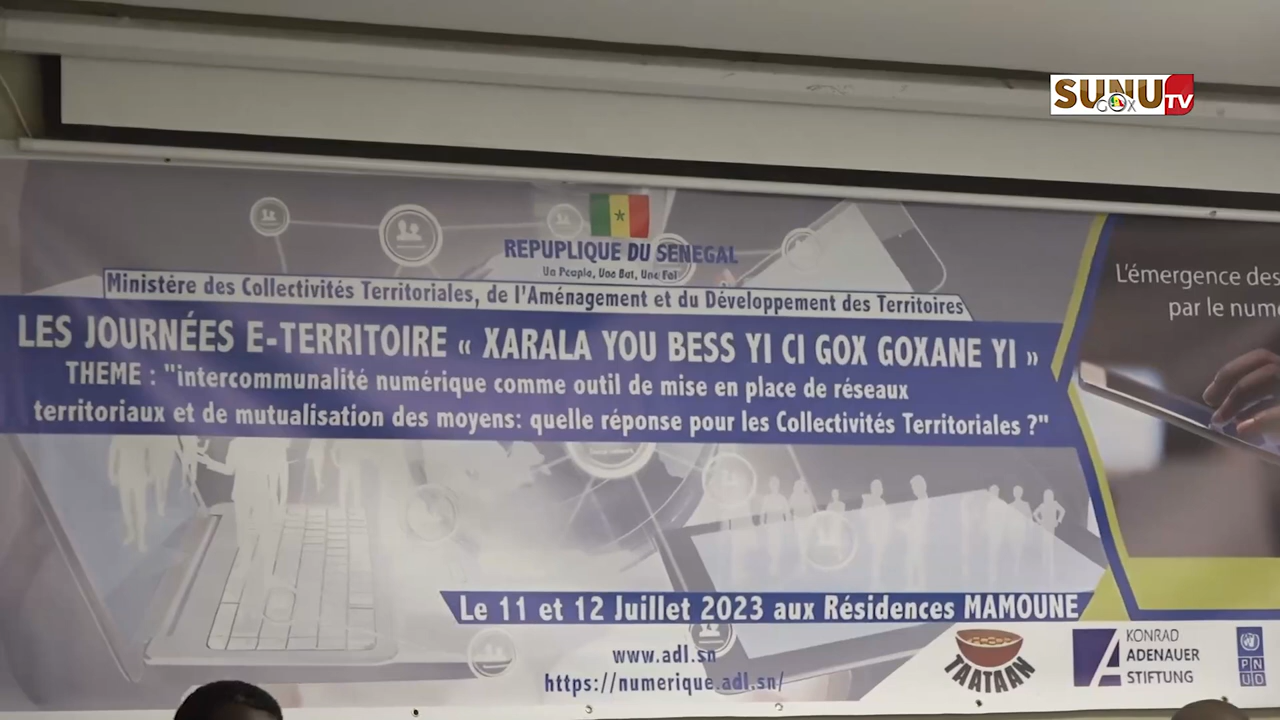 SUNU
GOX
TV
REPUPLIQUE DU SENEGAL
Un Peuple, Une But, Une Foi
Ministère des Collectivités Territoriales, de l'Aménagement et du Développement des Territoires
LES JOURNÉES E-TERRITOIRE « XARALA YOU BESS YI CI GOX GOXANE YI »
THEME : "intercommunalité numérique comme outil de mise en place de réseaux
territoriaux et de mutualisation des moyens: quelle réponse pour les Collectivités Territoriales ?"
L'émergence des
par le numé
Le 11 et 12 Juillet 2023 aux Résidences MAMOUNE
www.adl.sn
https://numerique.adl.sn/
TAATAAN
KONRAD
ADENAUER
STIFTUNG
PN
UD